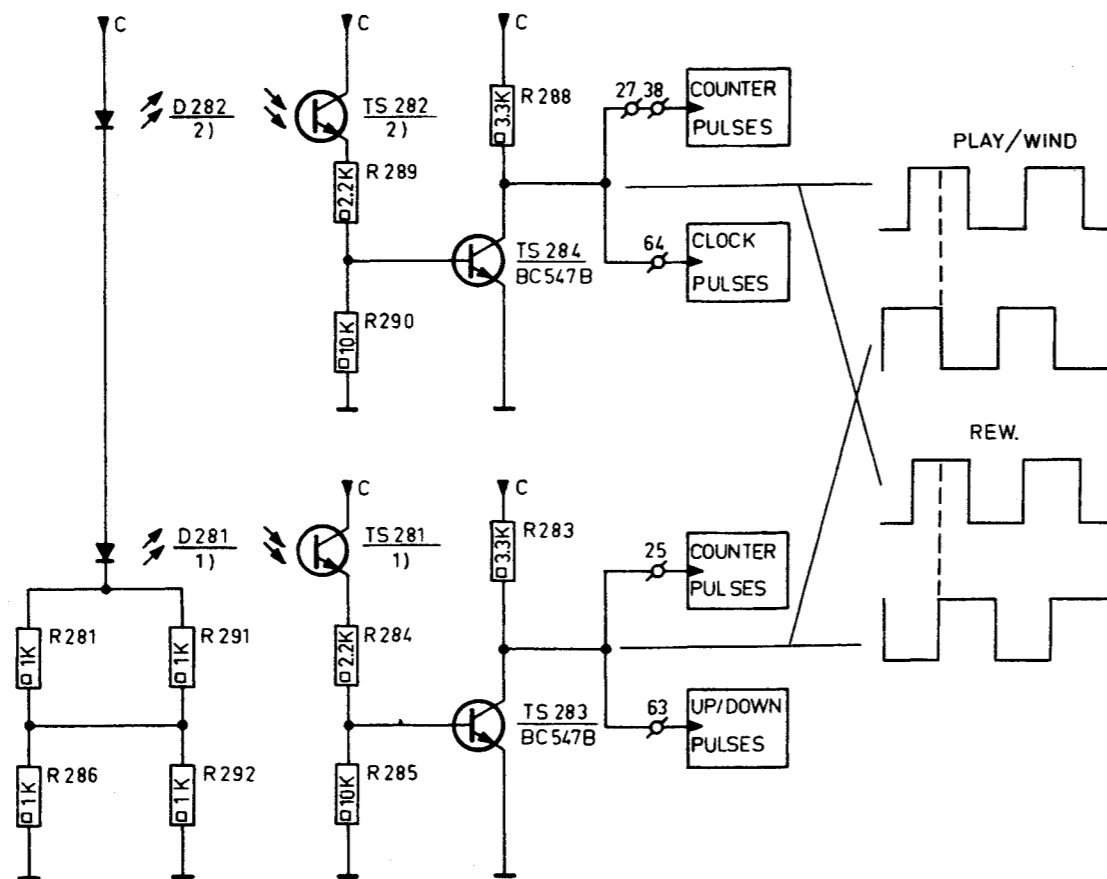 C
C
C
D282
2)
TS 282
2)
R 288
3.3K
27 38
COUNTER
PULSES
PLAY/WIND
R 289
2.2K
TS 284
BC547B
64
CLOCK
PULSES
R290
10K
REW.
C
C
D281
1)
TS 281
1)
R283
3.3K
25
COUNTER
PULSES
R 281
1K
R 291
1K
R 284
2.2K
TS 283
BC547B
63
UP/DOWN
PULSES
R 286
1K
R 292
1K
R 285
10K